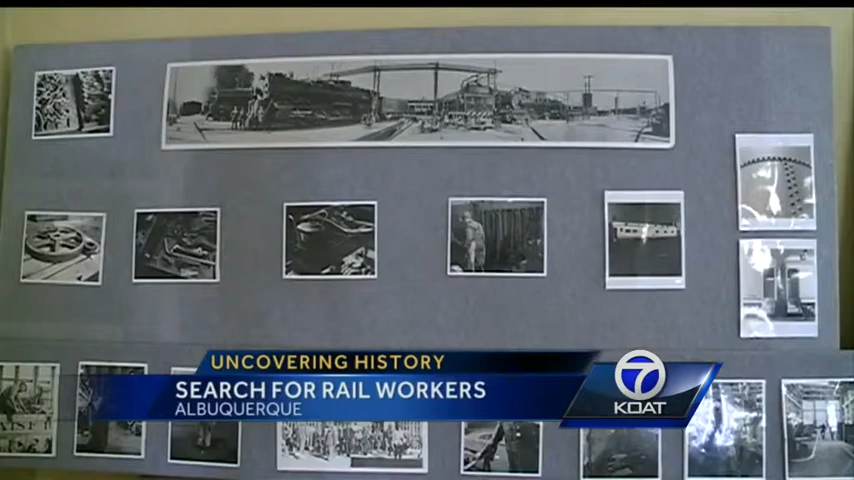 UNCOVERING HISTORY
SEARCH FOR RAIL WORKERS
ALBUQUERQUE
7
KOAT